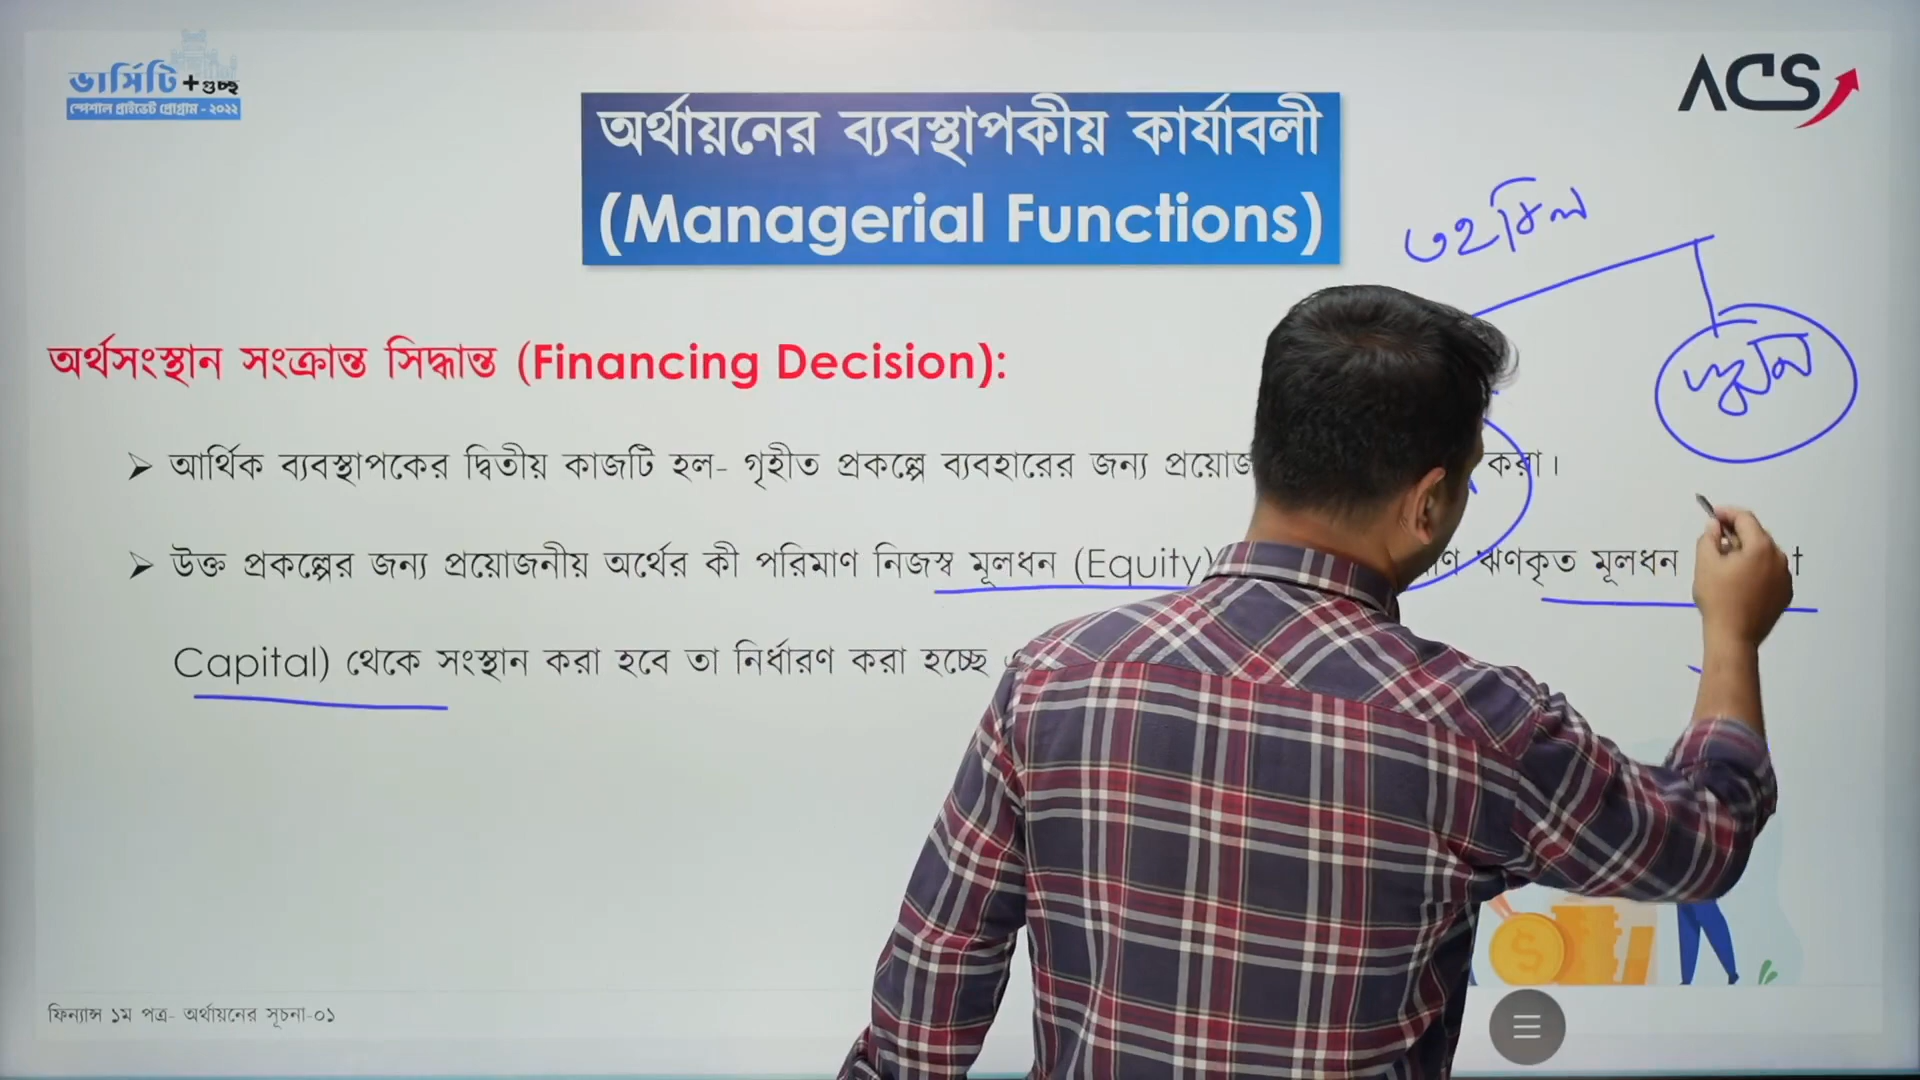 ভার্সিটি + গুচ্ছ
স্পেশাল প্রাইভেট প্রোগ্রাম - ২০২২
ACS
অর্থায়নের ব্যবস্থাপকীয় কার্যাবলী
(Managerial Functions)
তহবিল
অর্থসংস্থান সংক্রান্ত সিদ্ধান্ত (Financing Decision):
➢ আর্থিক ব্যবস্থাপকের দ্বিতীয় কাজটি হল- গৃহীত প্রকল্পে ব্যবহারের জন্য করা।
➢ উক্ত প্রকল্পের জন্য প্রয়োজনীয় অর্থের কী পরিমাণ নিজস্ব মূলধন (Equity) ঋণকৃত মূলধন
Capital) থেকে সংস্থান করা হবে তা নির্ধারণ করা হচ্ছে
ফিন্যান্স ১ম পত্র- অর্থায়নের সূচনা-০১